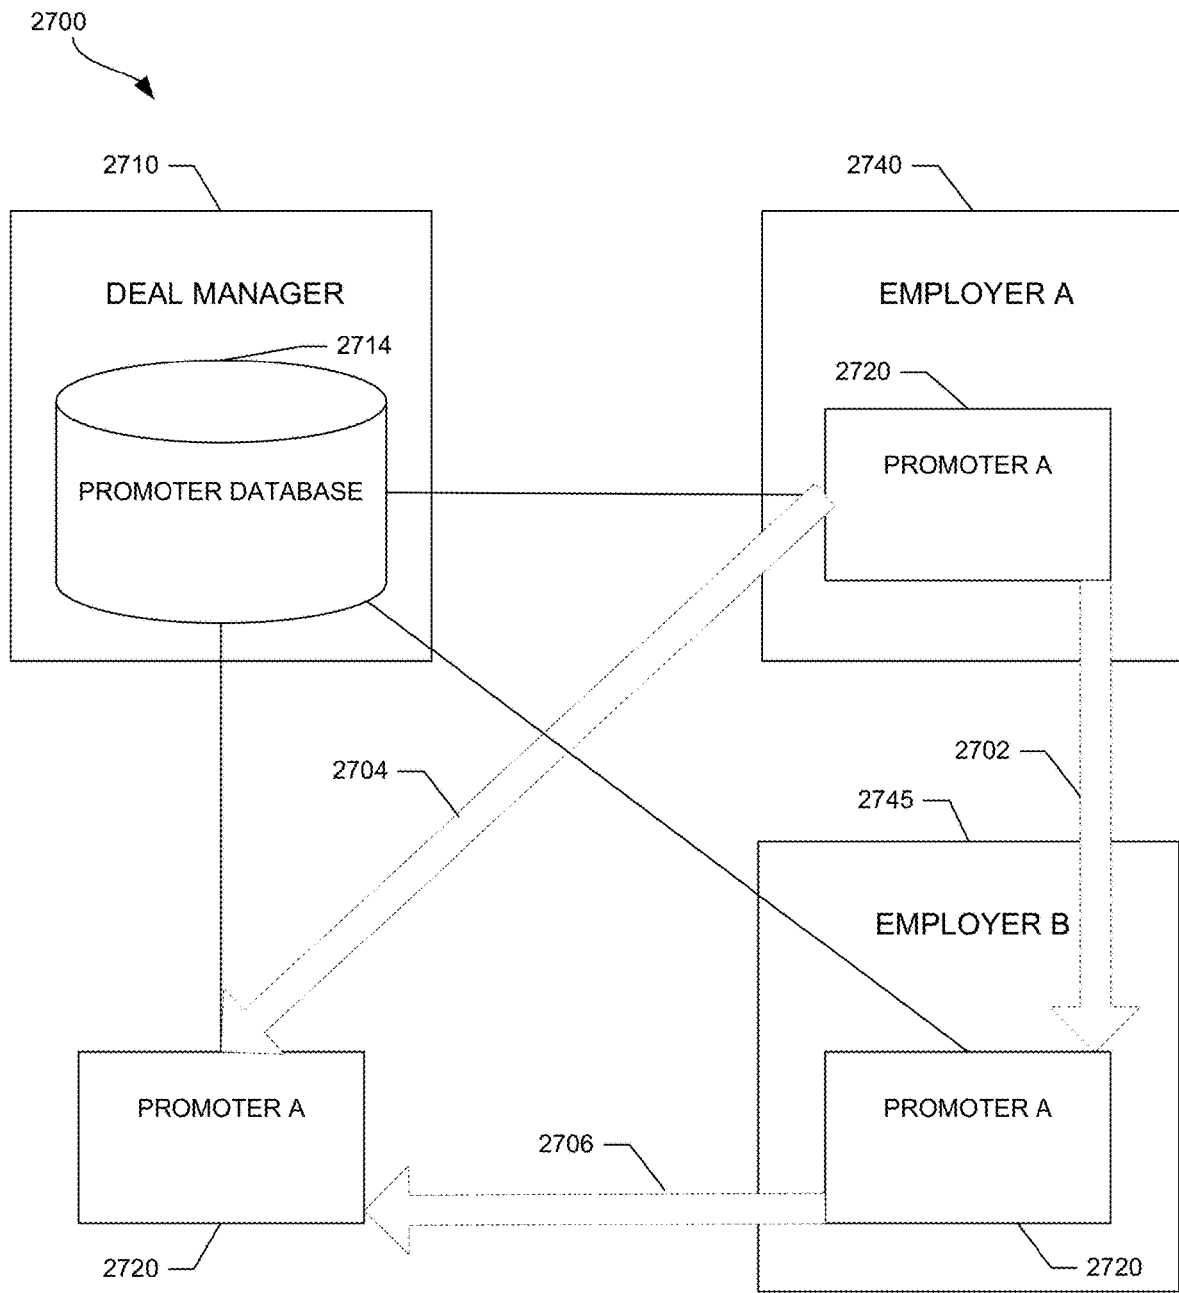 2700
2710
2740
DEAL MANAGER
EMPLOYER A
2714
2720
PROMOTER A
PROMOTER DATABASE
2704
2702
2745
EMPLOYER B
PROMOTER A
PROMOTER A
2706
2720
2720